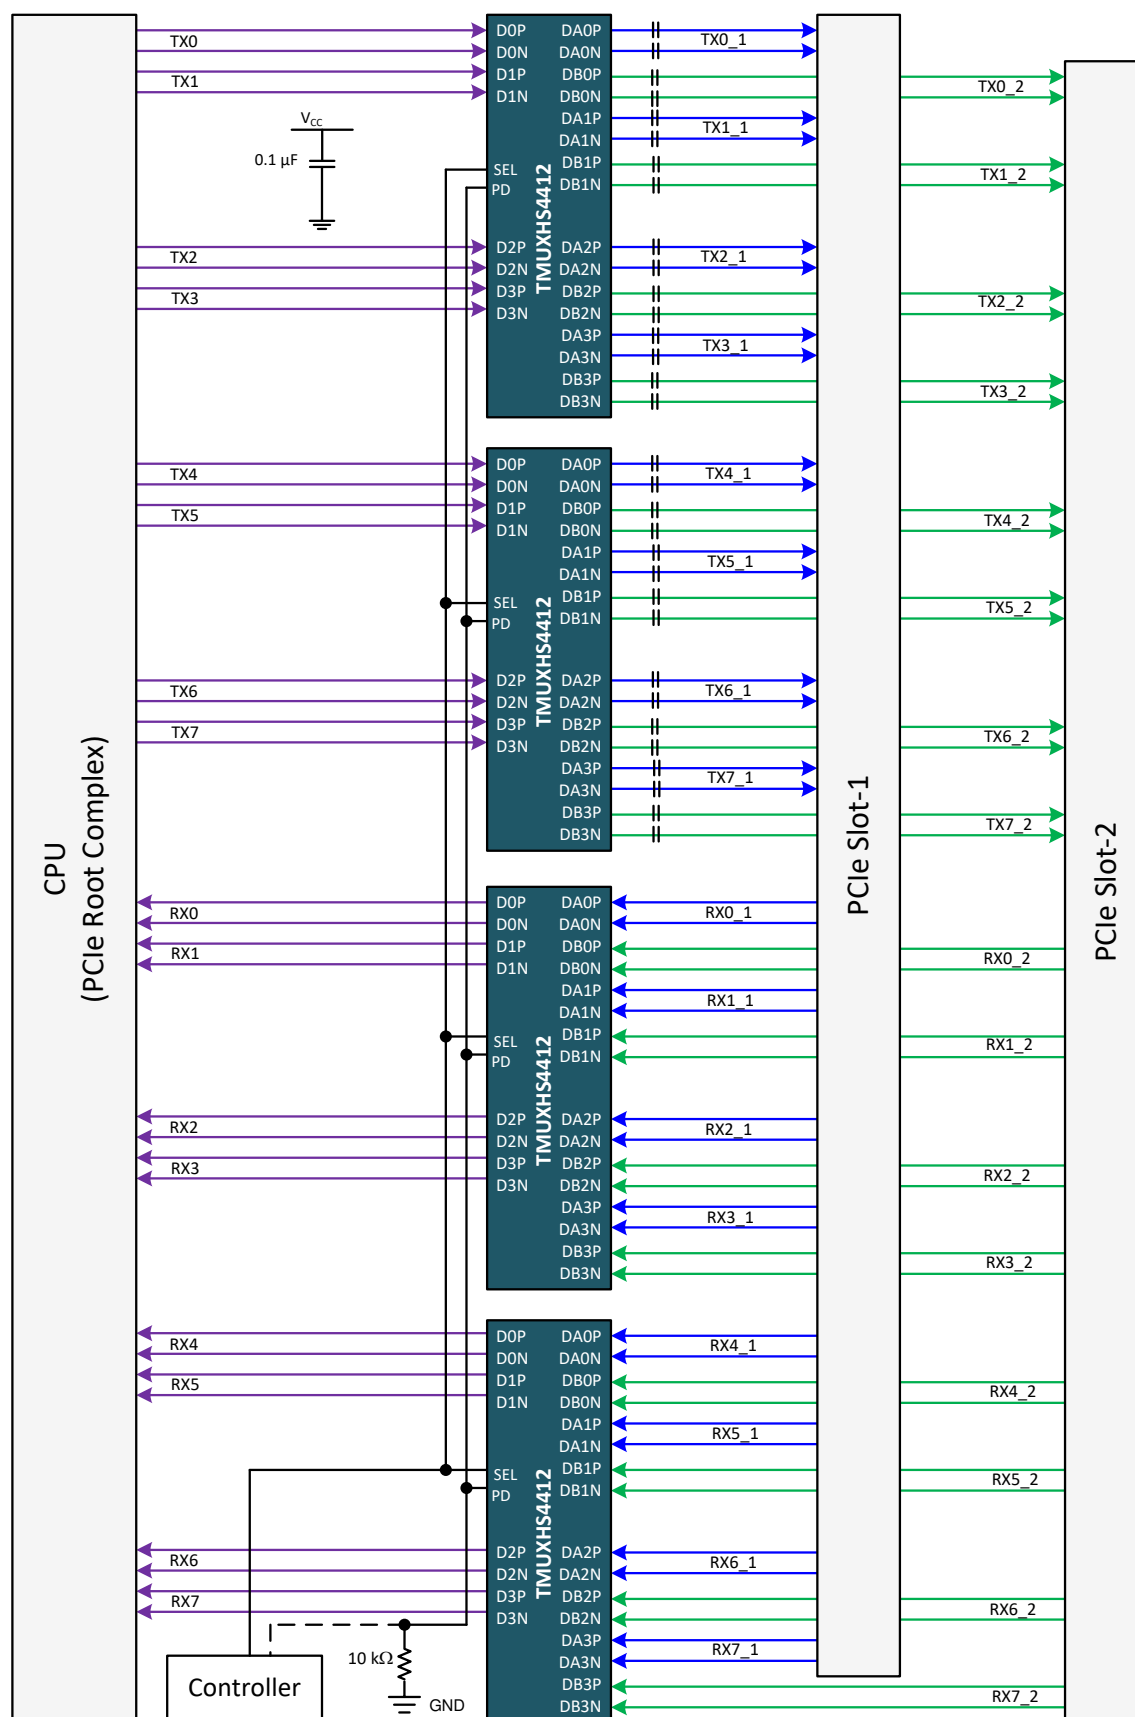 CPU
(PCIe Root Complex)
TX0
TX1
V_CC
0.1 µF
TX2
TX3
TX4
TX5
TX6
TX7
RX0
RX1
RX2
RX3
RX4
RX5
RX6
RX7
Controller
10 kΩ
GND
TMUXHS4412
D0P
D0N
D1P
D1N
SEL
PD
D2P
D2N
D3P
D3N
DA0P
DA0N
DB0P
DB0N
DA1P
DA1N
DB1P
DB1N
DA2P
DA2N
DB2P
DB2N
DA3P
DA3N
DB3P
DB3N
TMUXHS4412
D0P
D0N
D1P
D1N
SEL
PD
D2P
D2N
D3P
D3N
DA0P
DA0N
DB0P
DB0N
DA1P
DA1N
DB1P
DB1N
DA2P
DA2N
DB2P
DB2N
DA3P
DA3N
DB3P
DB3N
TMUXHS4412
D0P
D0N
D1P
D1N
SEL
PD
D2P
D2N
D3P
D3N
DA0P
DA0N
DB0P
DB0N
DA1P
DA1N
DB1P
DB1N
DA2P
DA2N
DB2P
DB2N
DA3P
DA3N
DB3P
DB3N
TMUXHS4412
D0P
D0N
D1P
D1N
SEL
PD
D2P
D2N
D3P
D3N
DA0P
DA0N
DB0P
DB0N
DA1P
DA1N
DB1P
DB1N
DA2P
DA2N
DB2P
DB2N
DA3P
DA3N
DB3P
DB3N
TX0_1
TX1_1
TX2_1
TX3_1
TX4_1
TX5_1
TX6_1
TX7_1
RX0_1
RX1_1
RX2_1
RX3_1
RX4_1
RX5_1
RX6_1
RX7_1
PCIe Slot-1
TX0_2
TX1_2
TX2_2
TX3_2
TX4_2
TX5_2
TX6_2
TX7_2
RX0_2
RX1_2
RX2_2
RX3_2
RX4_2
RX5_2
RX6_2
RX7_2
PCIe Slot-2